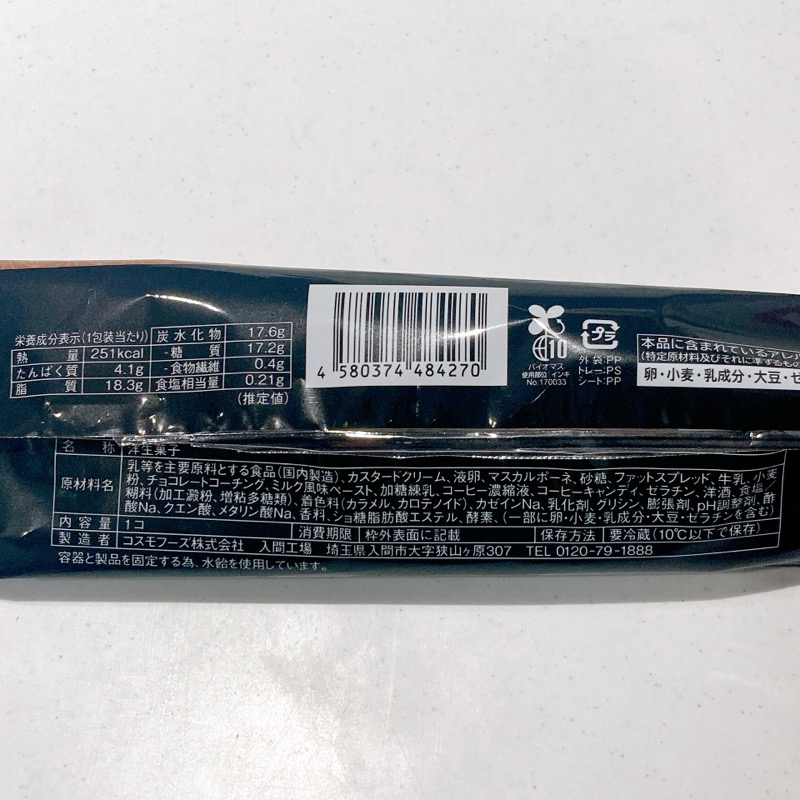 栄養成分表示(1包装当たり)
熱量 251kcal
たんぱく質 4.1g
脂質 18.3g
炭水化物 17.6g
-糖質 17.2g
-食物繊維 0.4g
食塩相当量 0.21g
(推定値)
4 580374 484270
10
バイオマス
使用部位 インキ
No.170033
プラ
外袋:PP
トレー:PS
シート:PP
本品に含まれているアレル
(特定原材料及びそれに準ずるもの
卵・小麦・乳成分・大豆・ゼ
名称 洋生菓子
原材料名 乳等を主要原料とする食品(国内製造)、カスタードクリーム、液卵、マスカルポーネ、砂糖、ファットスプレッド、牛乳、小麦
粉、チョコレートコーチング、ミルク風味ペースト、加糖練乳、コーヒー濃縮液、コーヒーキャンディ、ゼラチン、洋酒、食塩/
糊料(加工澱粉、増粘多糖類)、着色料(カラメル、カロテノイド)、カゼインNa、乳化剤、グリシン、膨張剤、pH調整剤、酢
酸Na、クエン酸、メタリン酸Na、香料、ショ糖脂肪酸エステル、酵素、(一部に卵・小麦・乳成分・大豆・ゼラチンを含む)
内容量 1コ 消費期限 枠外表面に記載 保存方法 要冷蔵(10℃以下で保存)
製造者 コスモフーズ株式会社 入間工場 埼玉県入間市大字狭山ヶ原307 TEL 0120-79-1888
容器と製品を固定する為、水飴を使用しています。